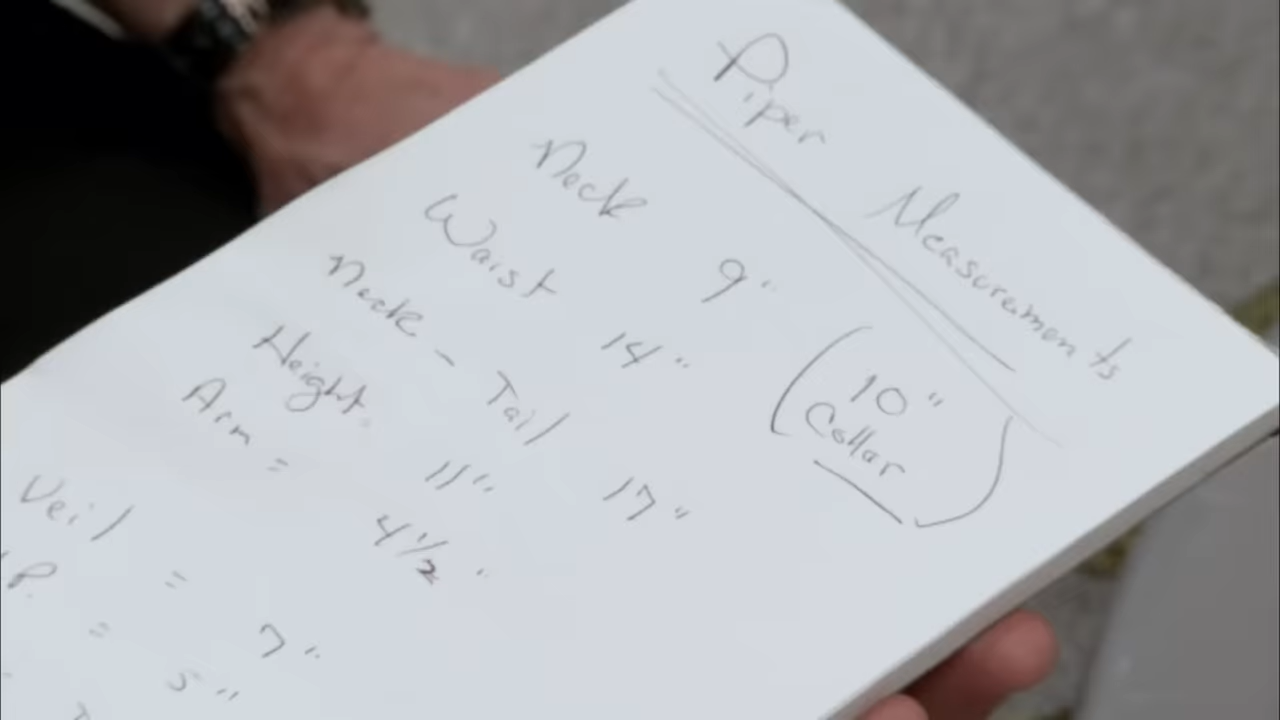 Piper Measurements
Neck 9" (10" Collar)
Waist 14"
Neck - Tail 17"
Height 11"
Arm = 4 1/2"
Veil = 7"
P. = 5"